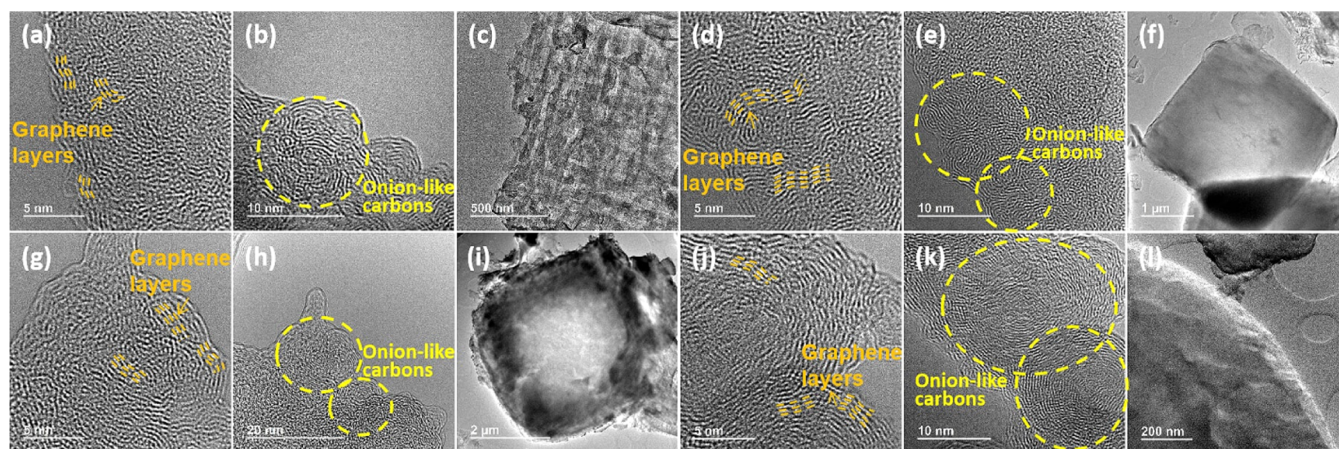 (a)
Graphene
layers
5 nm
(b)
Onion-like
carbons
10 nm
(c)
500 nm
(d)
Graphene
layers
5 nm
(e)
Onion-like
carbons
10 nm
(f)
1 µm
(g)
Graphene
layers
5 nm
(h)
Onion-like
carbons
20 nm
(i)
2 µm
(j)
Graphene
layers
5 nm
(k)
Onion-like
carbons
10 nm
(l)
200 nm